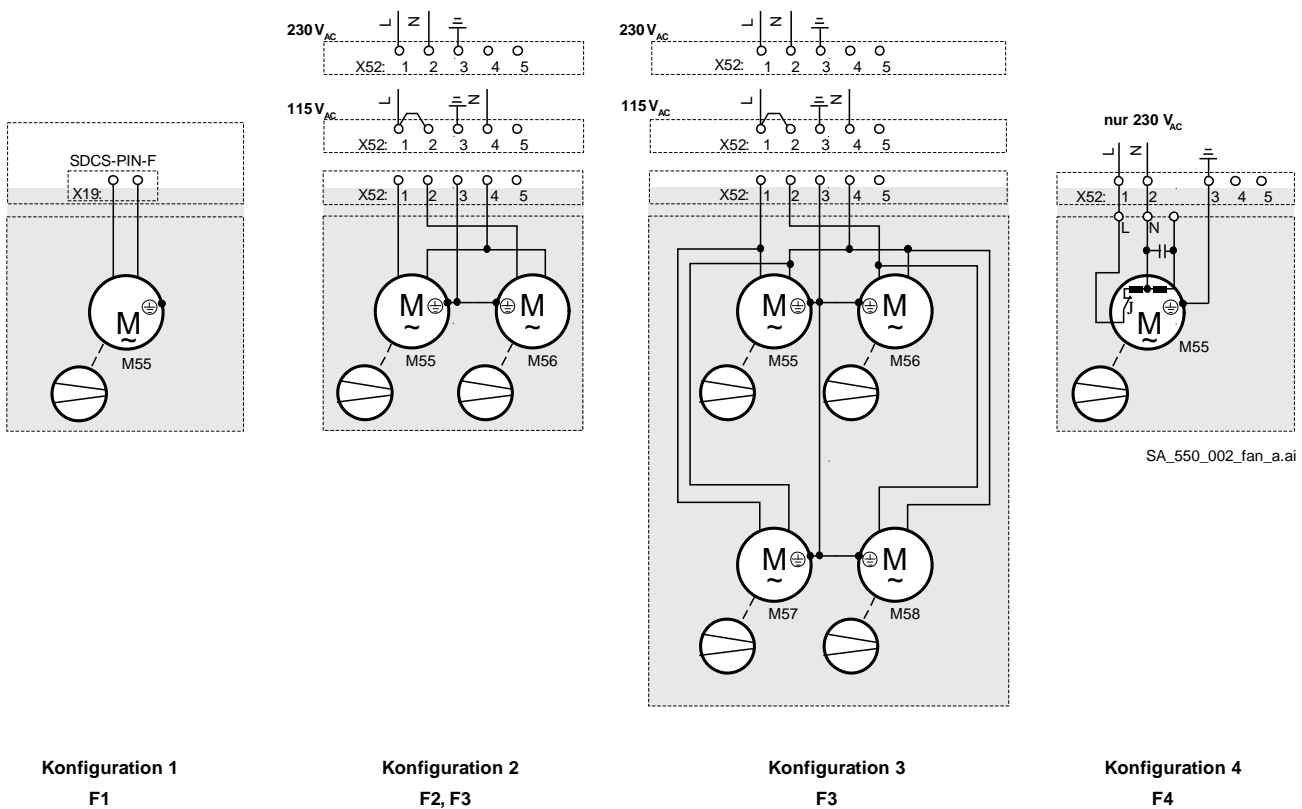 SDCS-PIN-F
X19:
M
~
M55
Konfiguration 1
F1
230 VAC
L
N
X52: 1 2 3 4 5
115 VAC
L
N
X52: 1 2 3 4 5
X52: 1 2 3 4 5
M
~
M
~
M55
M56
Konfiguration 2
F2, F3
230 VAC
L
N
X52: 1 2 3 4 5
115 VAC
L
N
X52: 1 2 3 4 5
X52: 1 2 3 4 5
M
~
M
~
M55
M56
M
~
M
~
M57
M58
Konfiguration 3
F3
nur 230 VAC
L
N
X52: 1 2 3 4 5
L N
M
~
M55
SA_550_002_fan_a.ai
Konfiguration 4
F4